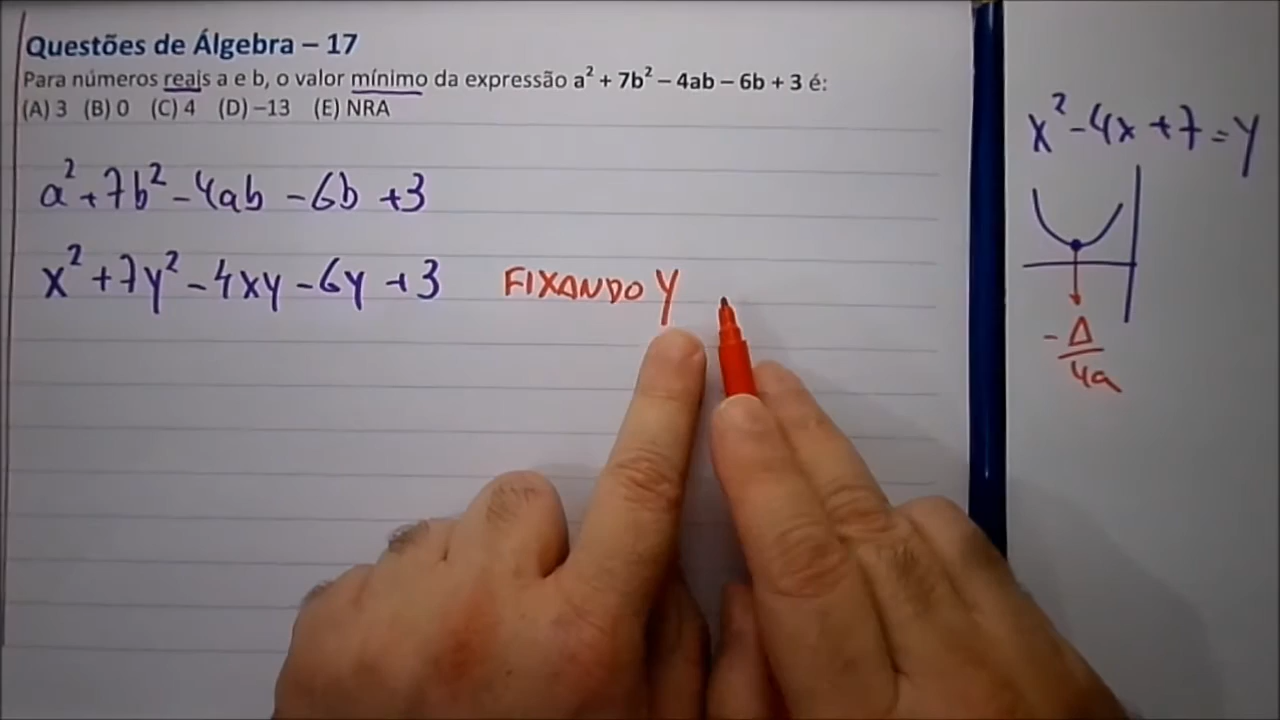 Questões de Álgebra – 17
Para números reais a e b, o valor mínimo da expressão a² + 7b² – 4ab – 6b + 3 é:
(A) 3 (B) 0 (C) 4 (D) –13 (E) NRA
a² + 7b² - 4ab - 6b + 3
x² + 7y² - 4xy - 6y + 3 FIXANDO Y
x² - 4x + 7 = y
- Δ
4a